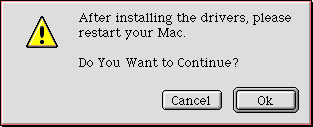 After installing the drivers, please
restart your Mac.
Do You Want to Continue?
Cancel
Ok